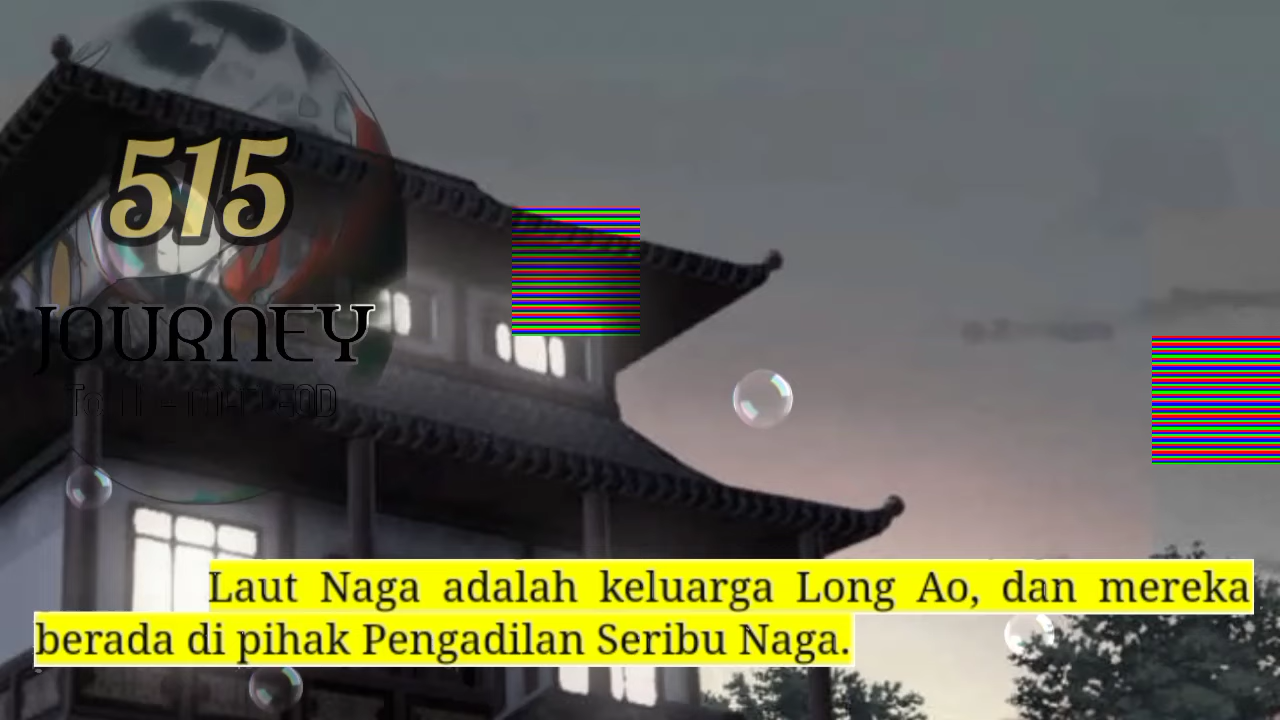 515
JOURNEY
Laut Naga adalah keluarga Long Ao, dan mereka
berada di pihak Pengadilan Seribu Naga.